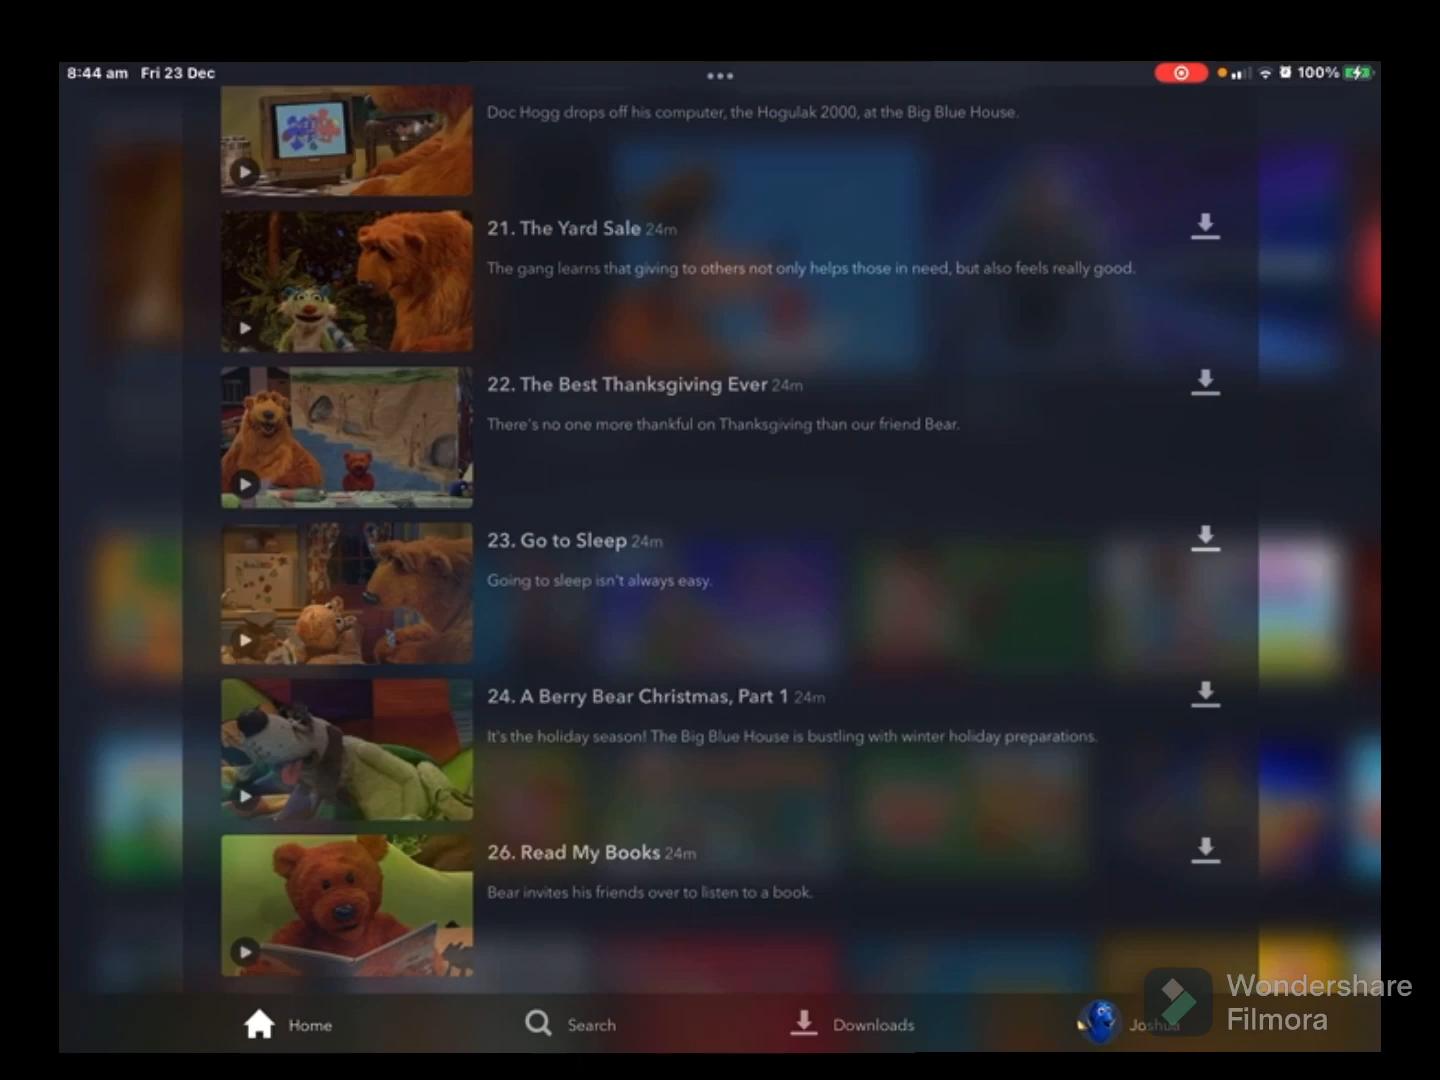 8:44 am Fri 23 Dec
100%
Doc Hogg drops off his computer, the Hogulak 2000, at the Big Blue House.
21. The Yard Sale 24m
The gang learns that giving to others not only helps those in need, but also feels really good.
22. The Best Thanksgiving Ever 24m
There's no one more thankful on Thanksgiving than our friend Bear.
23. Go to Sleep 24m
Going to sleep isn't always easy.
24. A Berry Bear Christmas, Part 1 24m
It's the holiday season! The Big Blue House is bustling with winter holiday preparations.
26. Read My Books 24m
Bear invites his friends over to listen to a book.
Home Search Downloads Joshua
Wondershare
Filmora